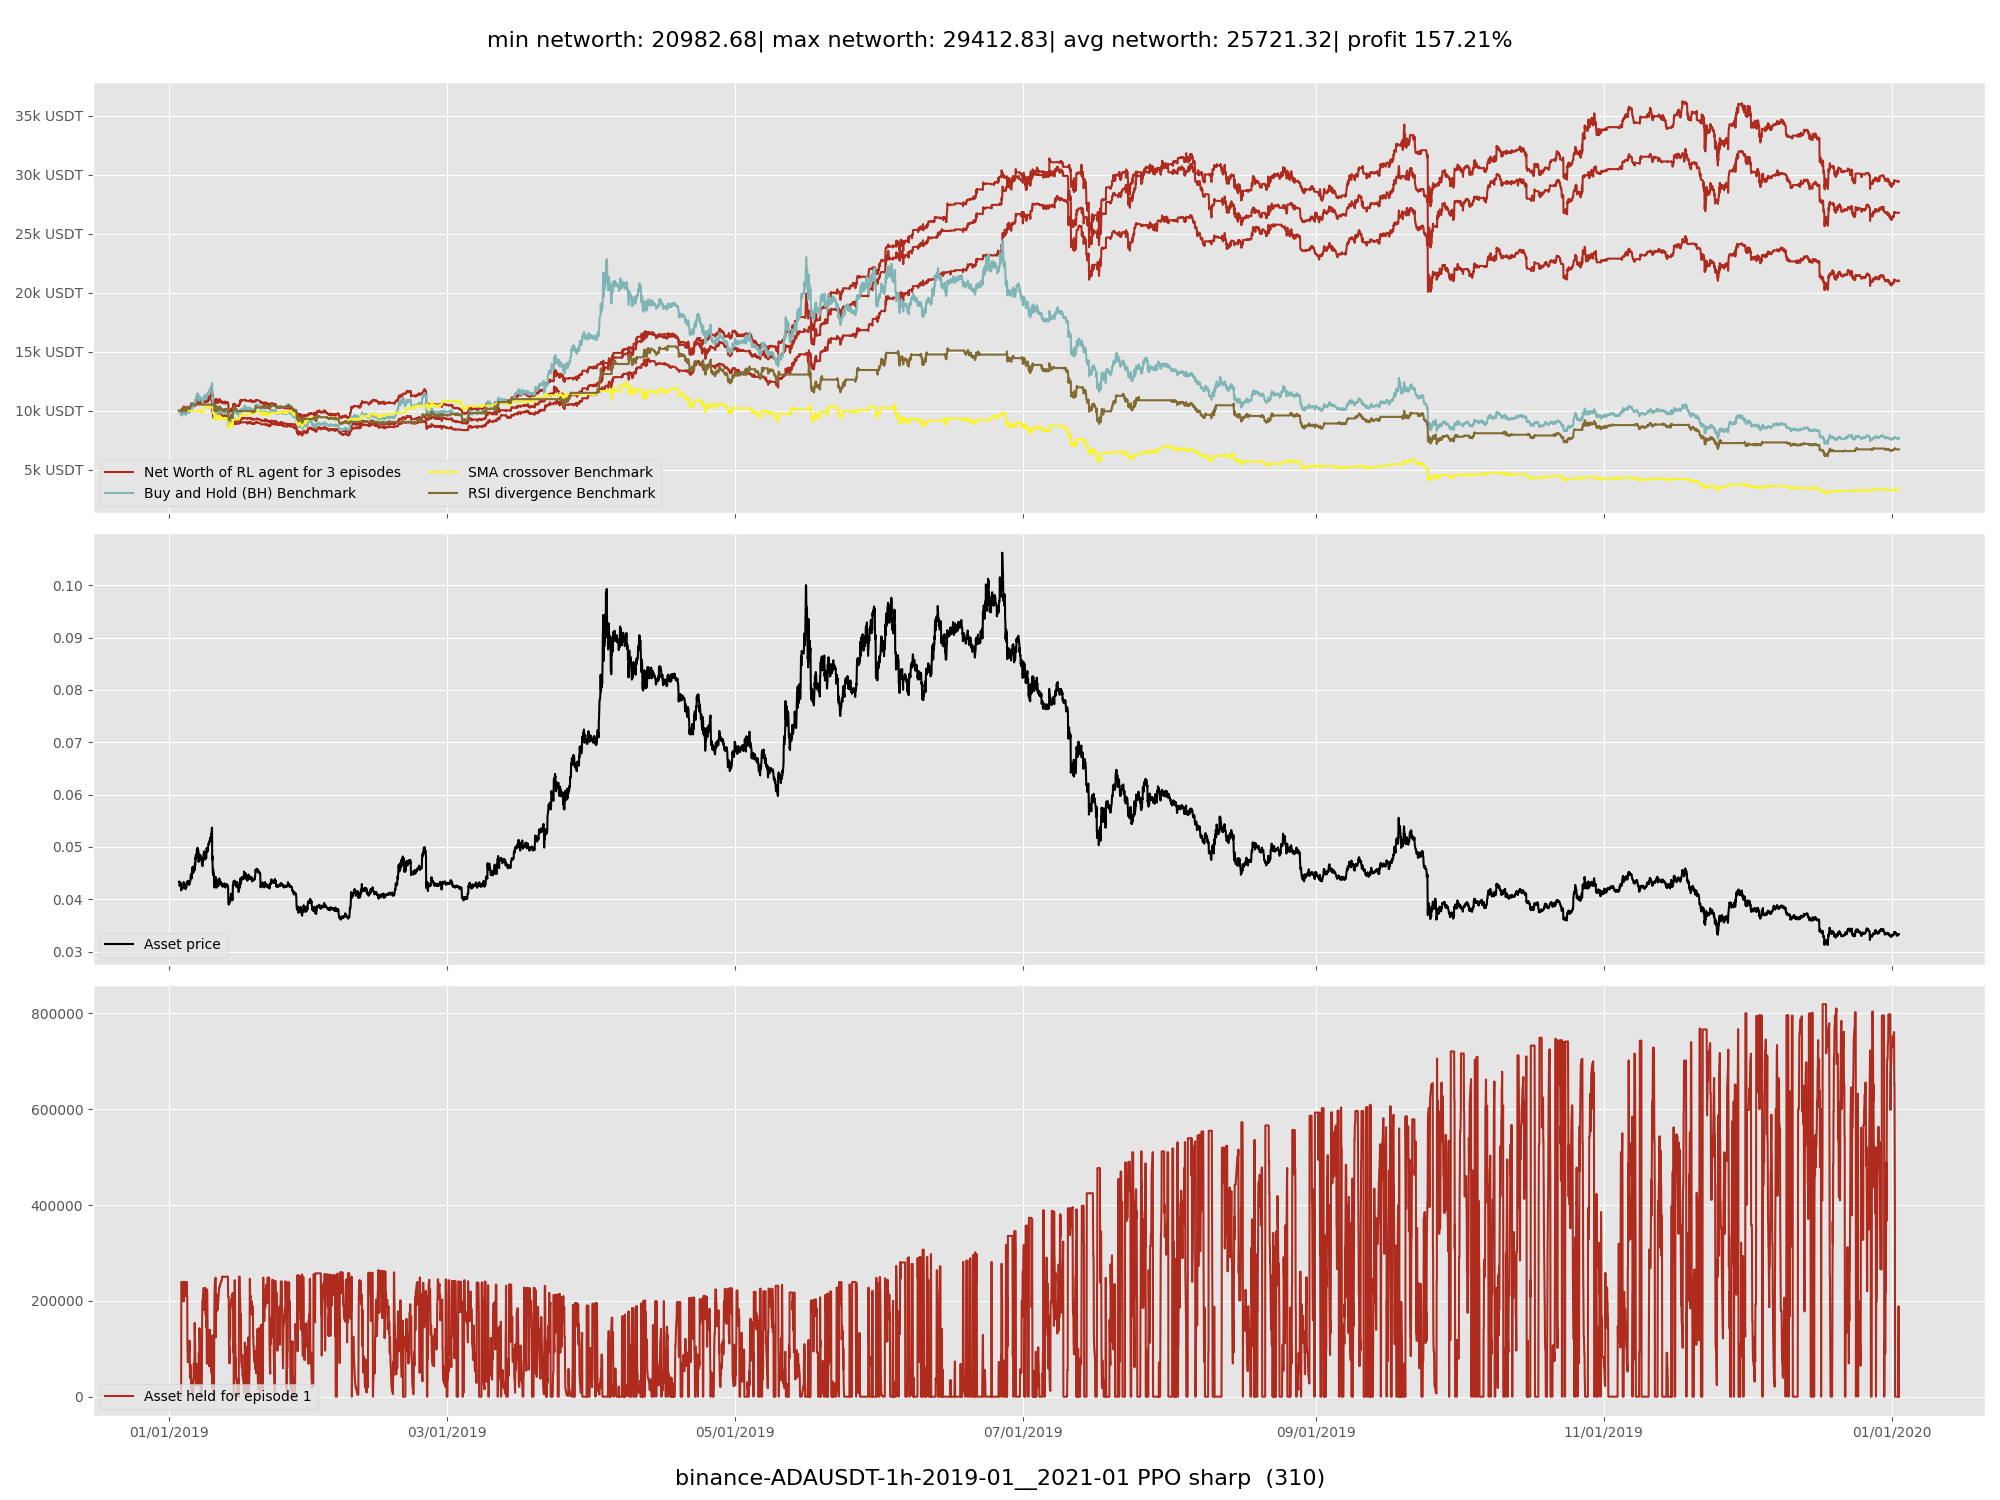 min networth: 20982.68| max networth: 29412.83| avg networth: 25721.32| profit 157.21%
35k USDT
30k USDT
25k USDT
20k USDT
15k USDT
10k USDT
5k USDT
Net Worth of RL agent for 3 episodes
Buy and Hold (BH) Benchmark
SMA crossover Benchmark
RSI divergence Benchmark
0.10
0.09
0.08
0.07
0.06
0.05
0.04
0.03
Asset price
800000
600000
400000
200000
0
Asset held for episode 1
01/01/2019 03/01/2019 05/01/2019 07/01/2019 09/01/2019 11/01/2019 01/01/2020
binance-ADAUSDT-1h-2019-01__2021-01 PPO sharp (310)